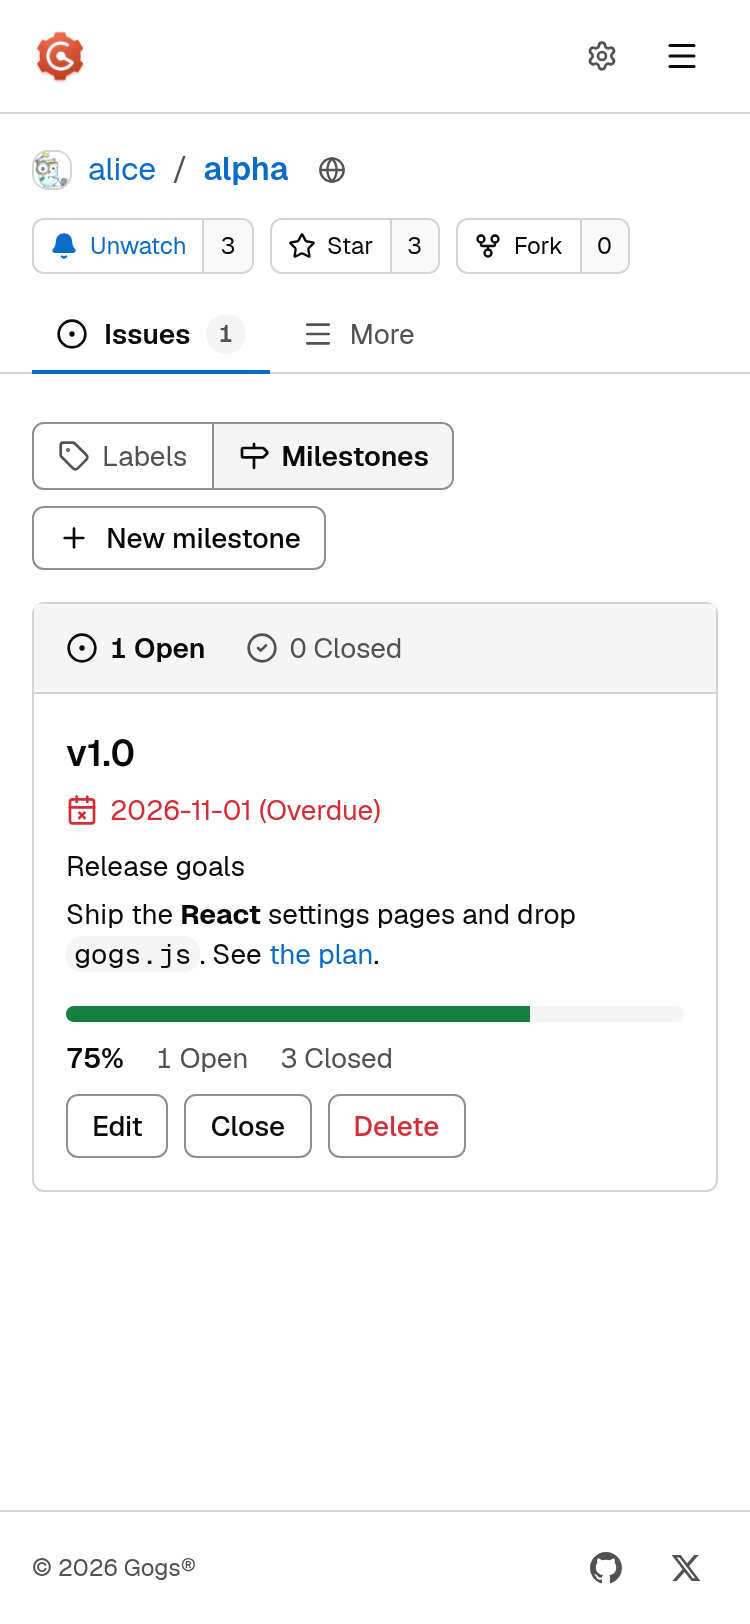 alice / alpha
Unwatch 3 Star 3 Fork 0
Issues 1 More
Labels Milestones
New milestone
1 Open 0 Closed
v1.0
2026-11-01 (Overdue)
Release goals
Ship the React settings pages and drop
gogs.js. See the plan.
75% 1 Open 3 Closed
Edit Close Delete
© 2026 Gogs®